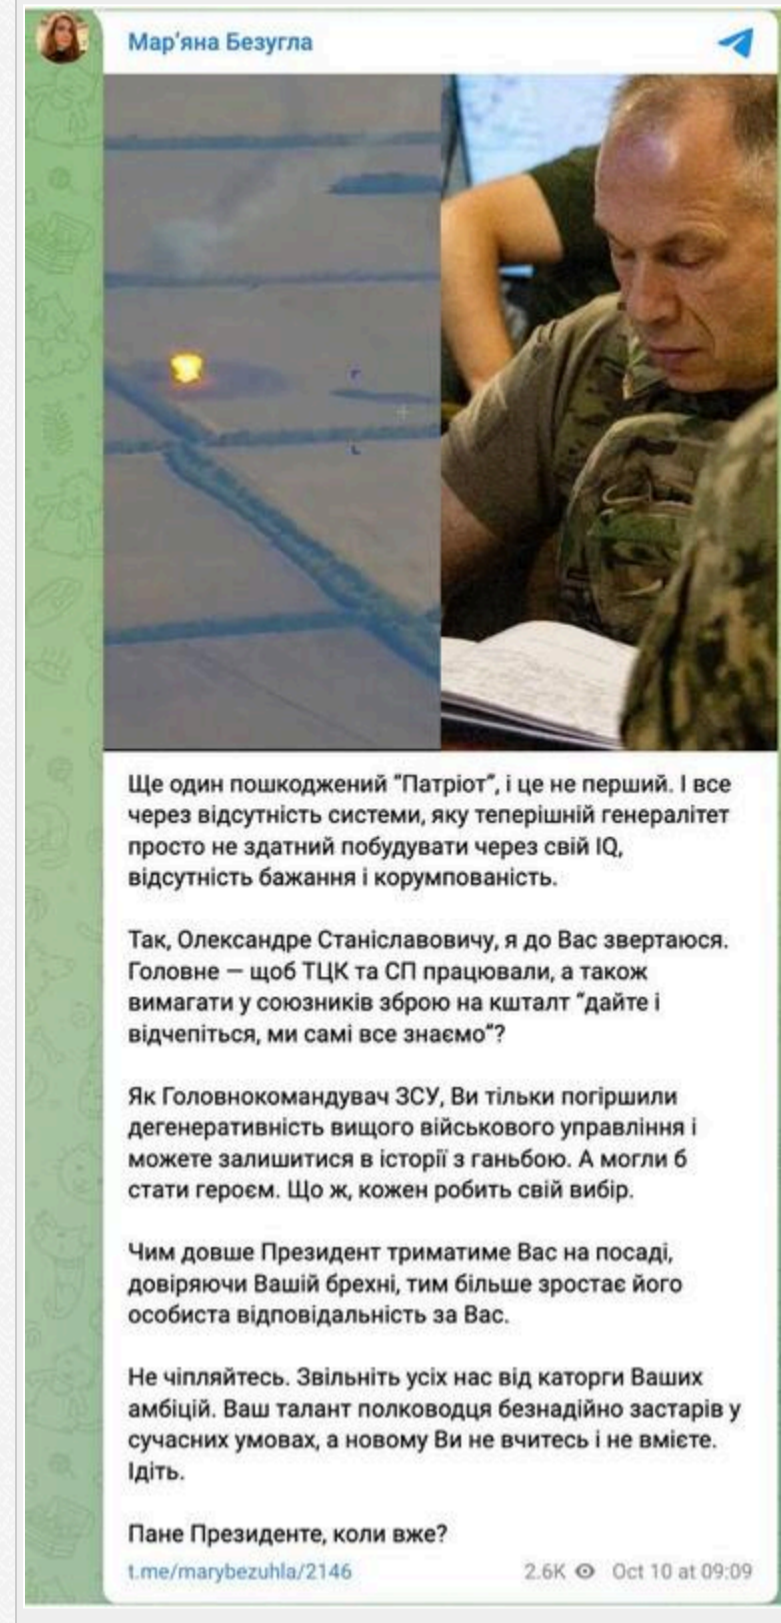 Мар'яна Безугла
Ще один пошкоджений “Патріот”, і це не перший. І все
через відсутність системи, яку теперішній генералітет
просто не здатний побудувати через свій IQ,
відсутність бажання і корумпованість.
Так, Олександре Станіславовичу, я до Вас звертаюся.
Головне — щоб ТЦК та СП працювали, а також
вимагати у союзників зброю на кшталт “дайте і
відчепіться, ми самі все знаємо”?
Як Головнокомандувач ЗСУ, Ви тільки погіршили
дегенеративність вищого військового управління і
можете залишитися в історії з ганьбою. А могли б
стати героєм. Що ж, кожен робить свій вибір.
Чим довше Президент триматиме Вас на посаді,
довіряючи Вашій брехні, тим більше зростає його
особиста відповідальність за Вас.
Не чіпляйтесь. Звільніть усіх нас від каторги Ваших
амбіцій. Ваш талант полководця безнадійно застарів у
сучасних умовах, а новому Ви не вчитесь і не вмієте.
Ідіть.
Пане Президенте, коли вже?
t.me/marybezuhla/2146 2.6K Oct 10 at 09:09